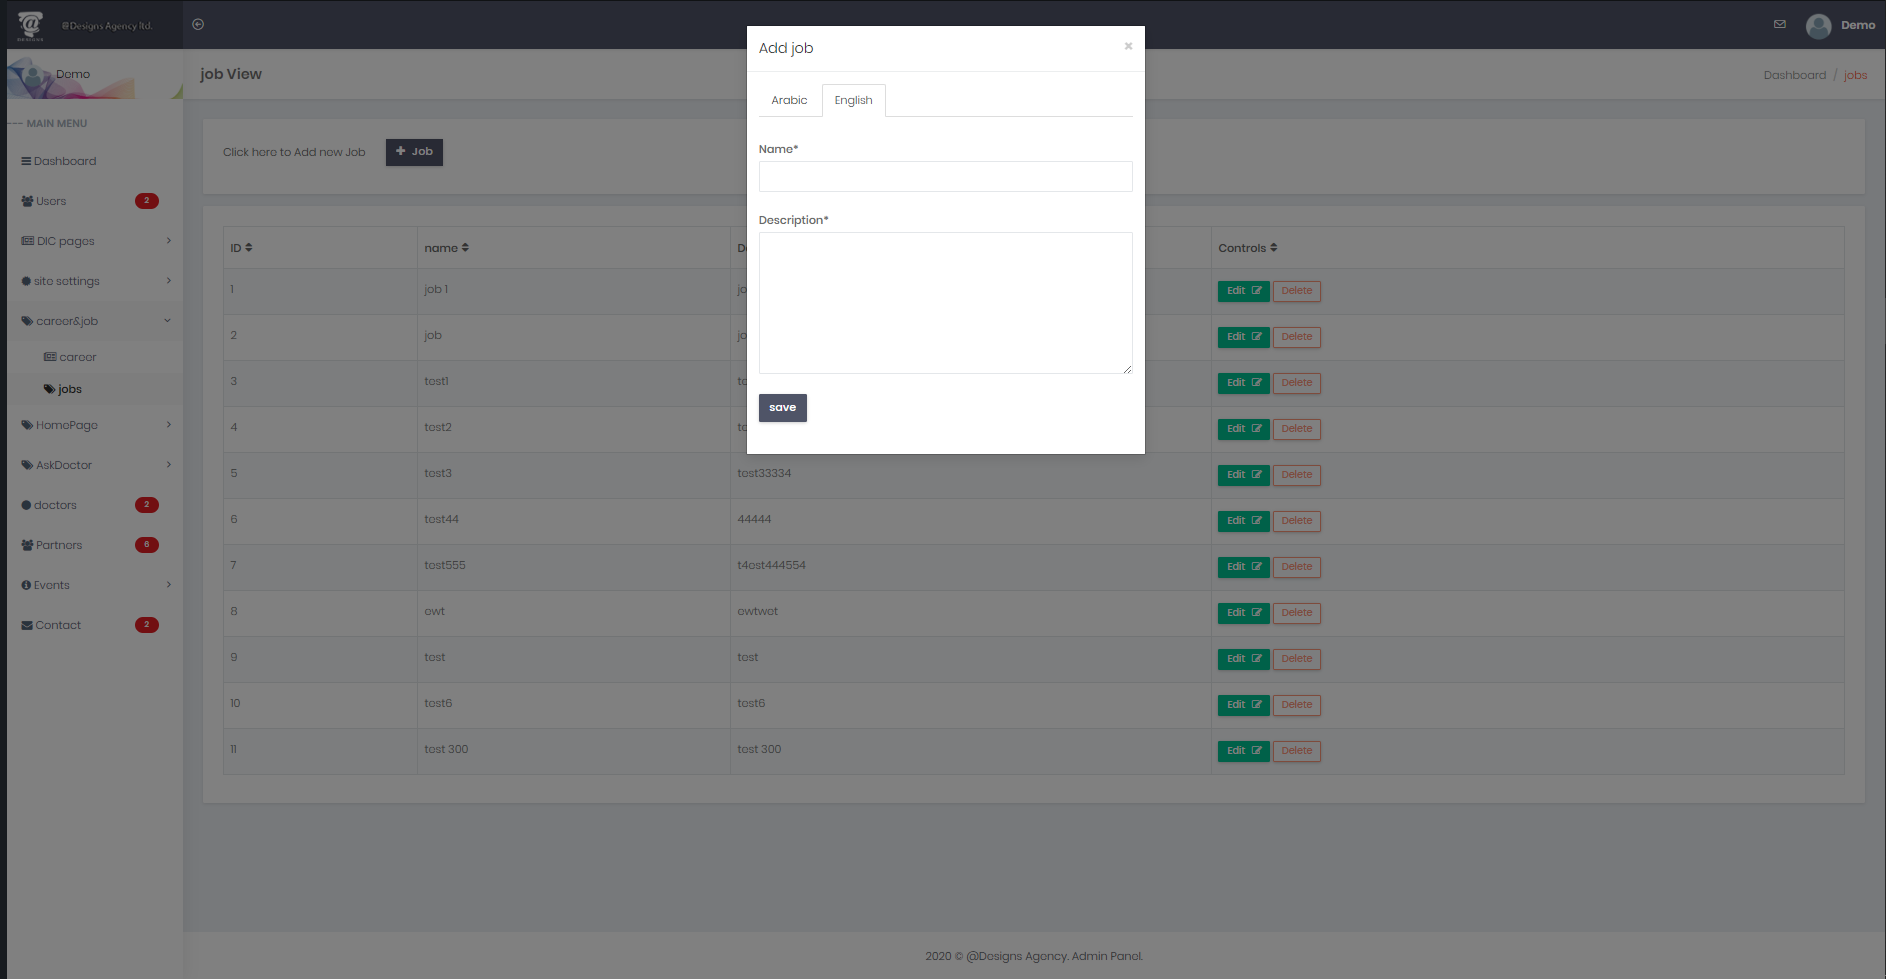 @Designs Agency ltd.
DESIGNS
Demo
Demo
job View
Dashboard / jobs
MAIN MENU
Dashboard
Users 2
DIC pages
site settings
career&job
career
jobs
HomePage
AskDoctor
doctors 2
Partners 6
Events
Contact 2
Click here to Add new Job
+ Job
Add job ×
Arabic English
Name*
Description*
save
ID name D Controls
1 job 1 jo Edit Delete
2 job jo Edit Delete
3 test1 te Edit Delete
4 test2 te Edit Delete
5 test3 test33334 Edit Delete
6 test44 44444 Edit Delete
7 test555 t4est444554 Edit Delete
8 ewt ewtwet Edit Delete
9 test test Edit Delete
10 test6 test6 Edit Delete
11 test 300 test 300 Edit Delete
2020 © @Designs Agency. Admin Panel.